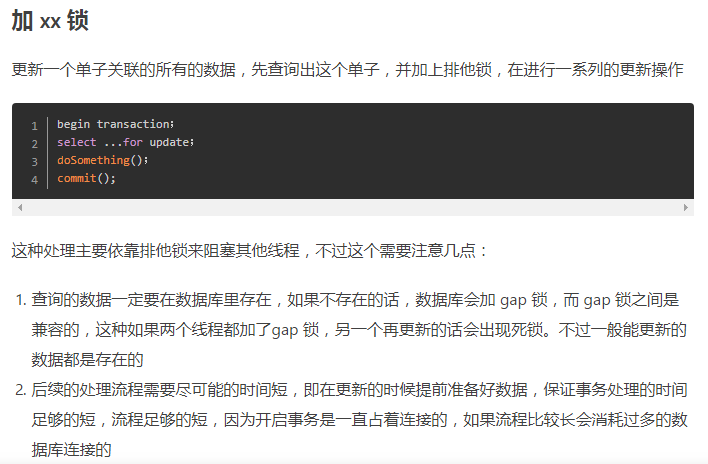 加 xx 锁
更新一个单子关联的所有的数据，先查询出这个单子，并加上排他锁，在进行一系列的更新操作
1 begin transaction;
2 select ...for update;
3 doSomething();
4 commit();
这种处理主要依靠排他锁来阻塞其他线程，不过这个需要注意几点：
1. 查询的数据一定要在数据库里存在，如果不存在的话，数据库会加 gap 锁，而 gap 锁之间是
兼容的，这种如果两个线程都加了gap 锁，另一个再更新的话会出现死锁。不过一般能更新的
数据都是存在的
2. 后续的处理流程需要尽可能的时间短，即在更新的时候提前准备好数据，保证事务处理的时间
足够的短，流程足够的短，因为开启事务是一直占着连接的，如果流程比较长会消耗过多的数
据库连接的